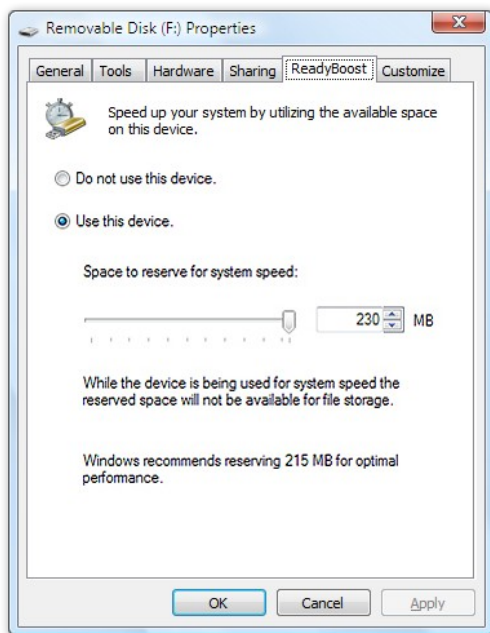 Removable Disk (F:) Properties
General Tools Hardware Sharing ReadyBoost Customize
Speed up your system by utilizing the available space
on this device.
Do not use this device.
Use this device.
Space to reserve for system speed:
230 MB
While the device is being used for system speed the
reserved space will not be available for file storage.
Windows recommends reserving 215 MB for optimal
performance.
OK Cancel Apply